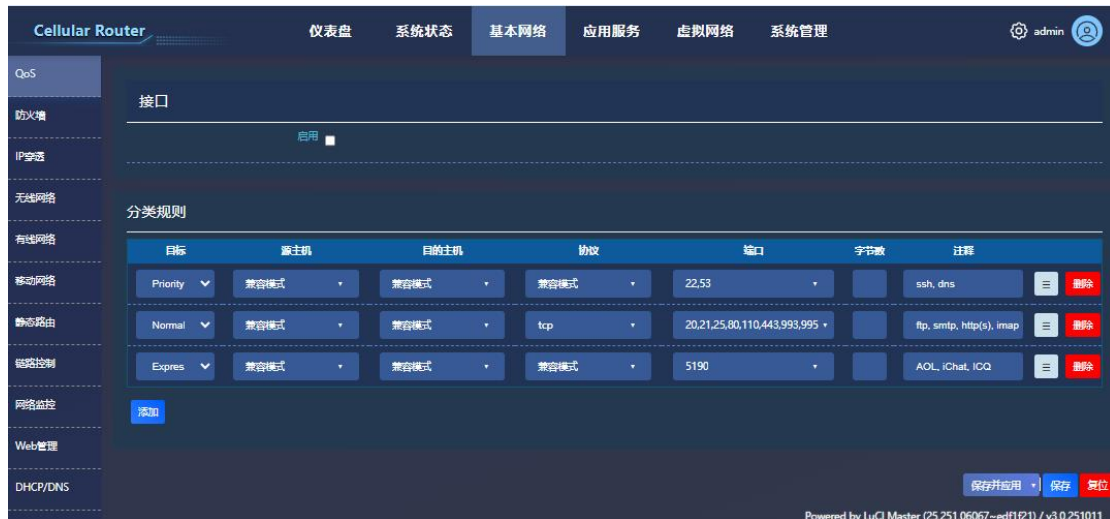 Cellular Router 仪表盘 系统状态 基本网络 应用服务 虚拟网络 系统管理 admin
QoS
防火墙
IP穿透
无线网络
有线网络
移动网络
静态路由
链路控制
网络监控
Web管理
DHCP/DNS
接口
启用
分类规则
目标 源主机 目的主机 协议 端口 字节数 注释
Priority 兼容模式 兼容模式 兼容模式 22,53 ssh, dns 删除
Normal 兼容模式 兼容模式 tcp 20,21,25,80,110,443,993,995 ftp, smtp, http(s), imap 删除
Expres 兼容模式 兼容模式 兼容模式 5190 AOL, iChat, ICQ 删除
添加
保存并应用 保存 复位
Powered by LuCI Master (25.251.06067~edf1f21) / v3.0.251011